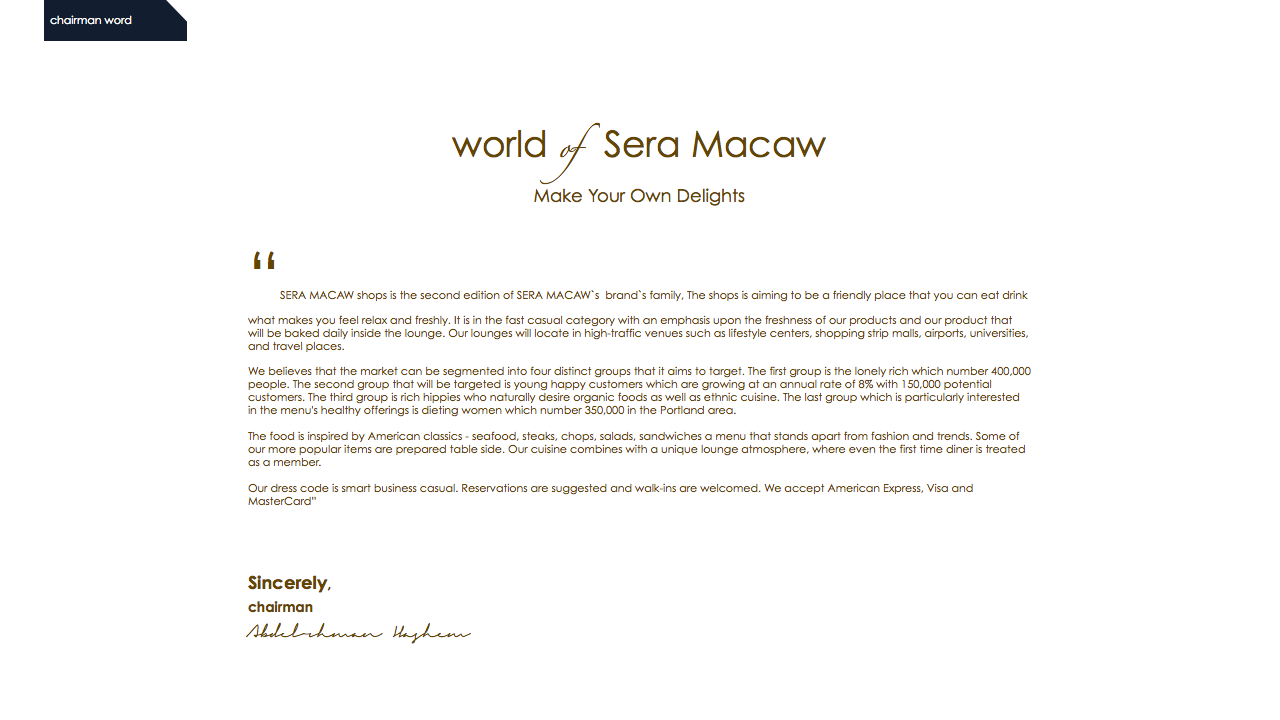 chairman word
world of Sera Macaw
Make Your Own Delights
“
SERA MACAW shops is the second edition of SERA MACAW`s  brand`s family, The shops is aiming to be a friendly place that you can eat drink
what makes you feel relax and freshly. It is in the fast casual category with an emphasis upon the freshness of our products and our product that
will be baked daily inside the lounge. Our lounges will locate in high-traffic venues such as lifestyle centers, shopping strip malls, airports, universities,
and travel places.
We believes that the market can be segmented into four distinct groups that it aims to target. The first group is the lonely rich which number 400,000
people. The second group that will be targeted is young happy customers which are growing at an annual rate of 8% with 150,000 potential
customers. The third group is rich hippies who naturally desire organic foods as well as ethnic cuisine. The last group which is particularly interested
in the menu's healthy offerings is dieting women which number 350,000 in the Portland area.
The food is inspired by American classics - seafood, steaks, chops, salads, sandwiches a menu that stands apart from fashion and trends. Some of
our more popular items are prepared table side. Our cuisine combines with a unique lounge atmosphere, where even the first time diner is treated
as a member.
Our dress code is smart business casual. Reservations are suggested and walk-ins are welcomed. We accept American Express, Visa and
MasterCard"
Sincerely,
chairman
Abdelrhman Hashem